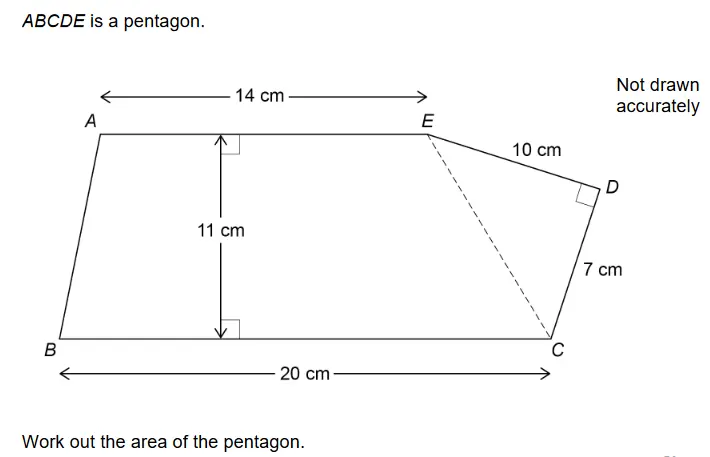 ABCDE is a pentagon.
14 cm
Not drawn
accurately
A
E
10 cm
D
11 cm
7 cm
B
C
20 cm
Work out the area of the pentagon.